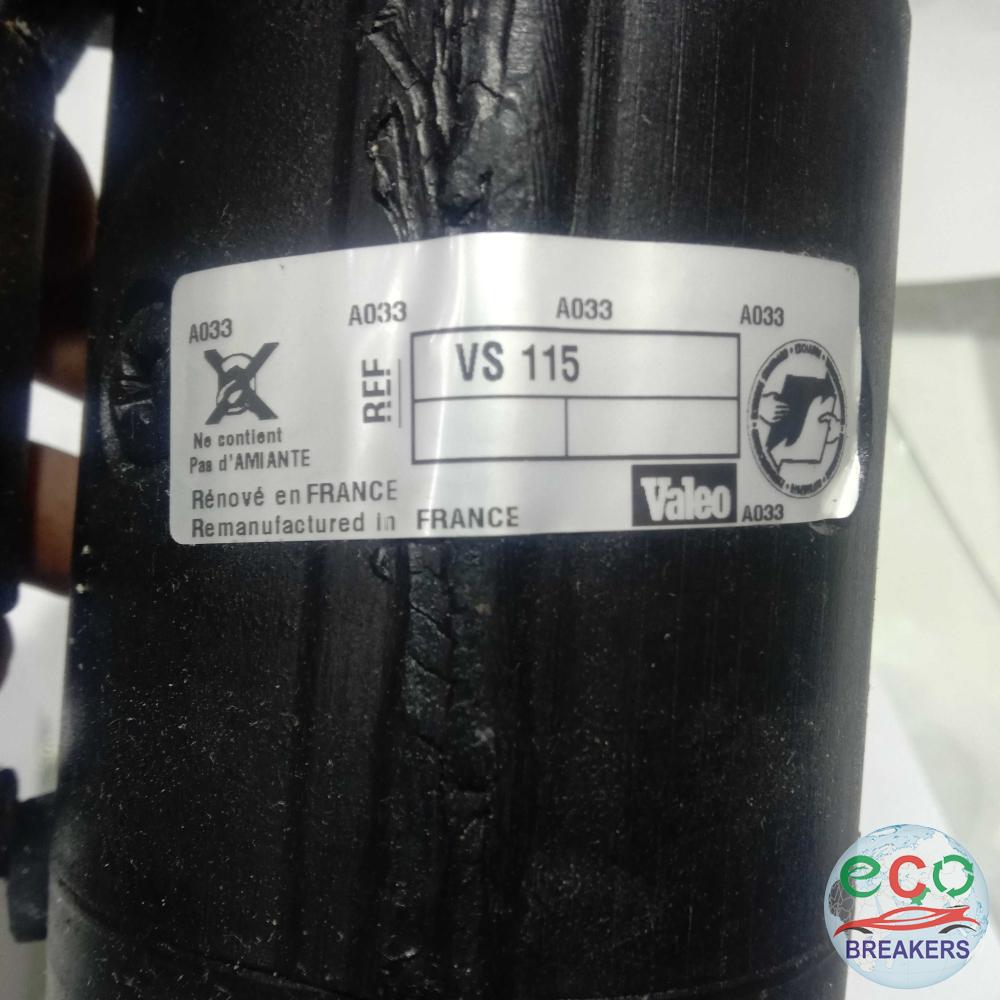 A033
A033
A033
A033
REF
VS 115
Ne contient
Pas d'AMIANTE
Rénové en FRANCE
Remanufactured in FRANCE
Valeo
A033
eco
BREAKERS